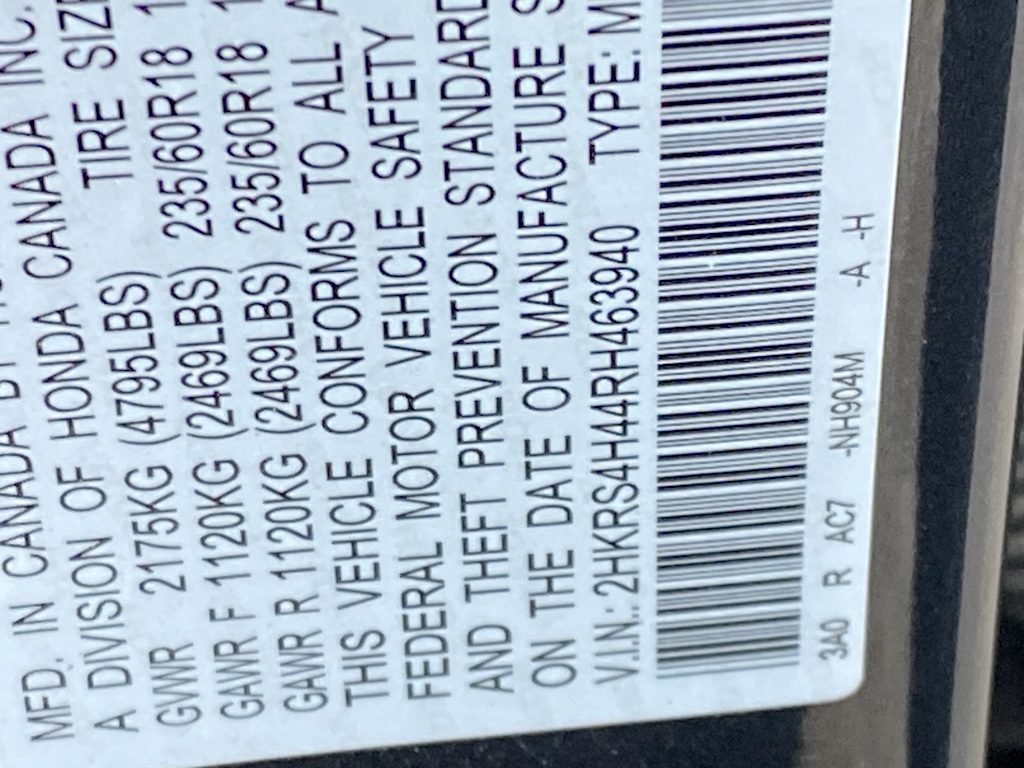 MFD. IN CANADA BY
A DIVISION OF HONDA CANADA INC.
TIRE SIZE
GVWR 2175KG (4795LBS)
GAWR F 1120KG (2469LBS) 235/60R18 1
GAWR R 1120KG (2469LBS) 235/60R18 1
THIS VEHICLE CONFORMS TO ALL A
FEDERAL MOTOR VEHICLE SAFETY
AND THEFT PREVENTION STANDARD
ON THE DATE OF MANUFACTURE S
V.I.N.: 2HKRS4H44RH463940 TYPE: M
3A0 R AC7 -NH904M -A -H